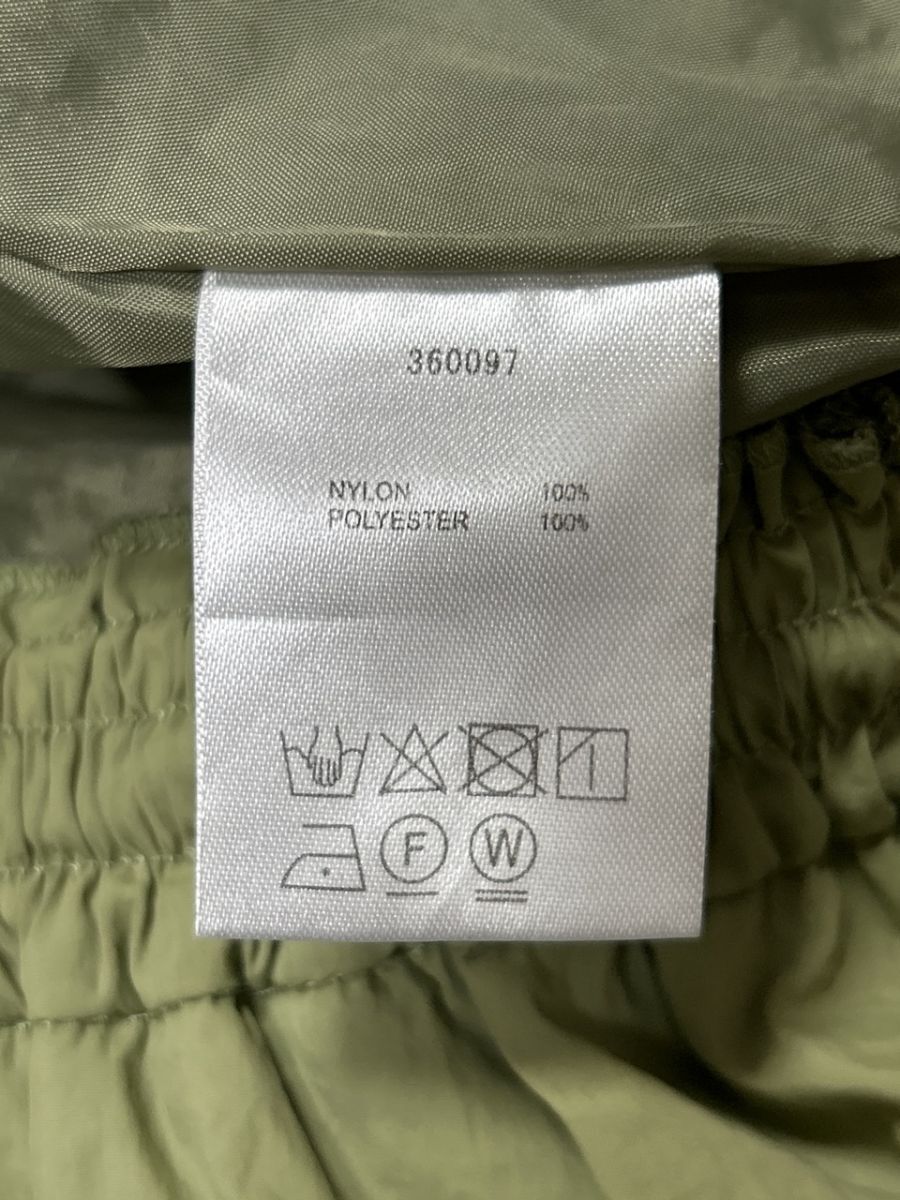 360097
NYLON 100%
POLYESTER 100%
F W